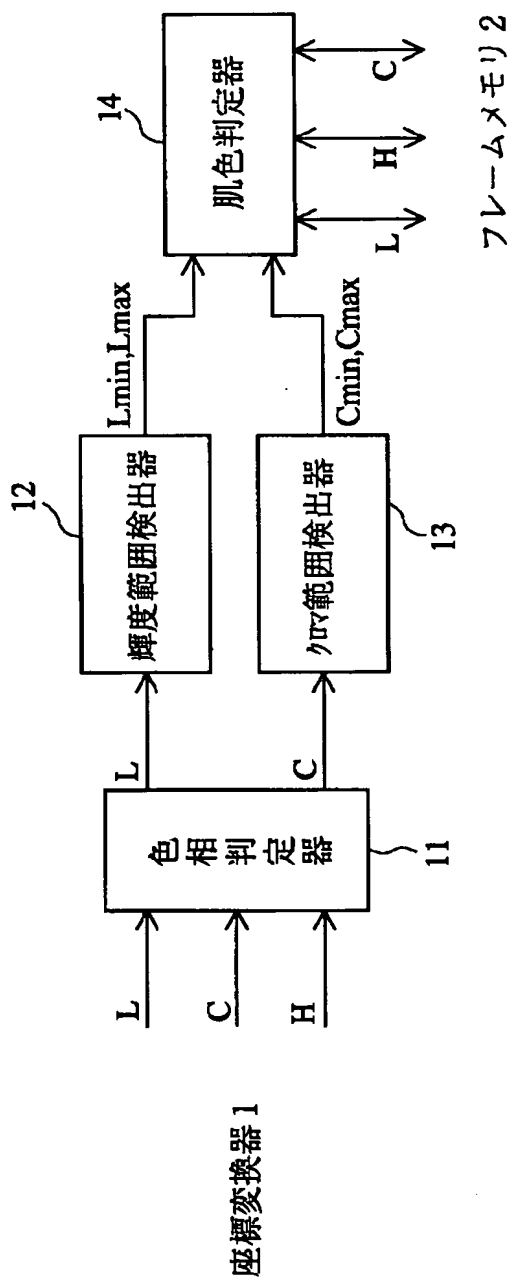 座標変換器1
L
C
H
色相判定器
11
L
C
輝度範囲検出器
12
クロマ範囲検出器
13
Lmin,Lmax
Cmin,Cmax
肌色判定器
14
L
H
C
フレームメモリ2